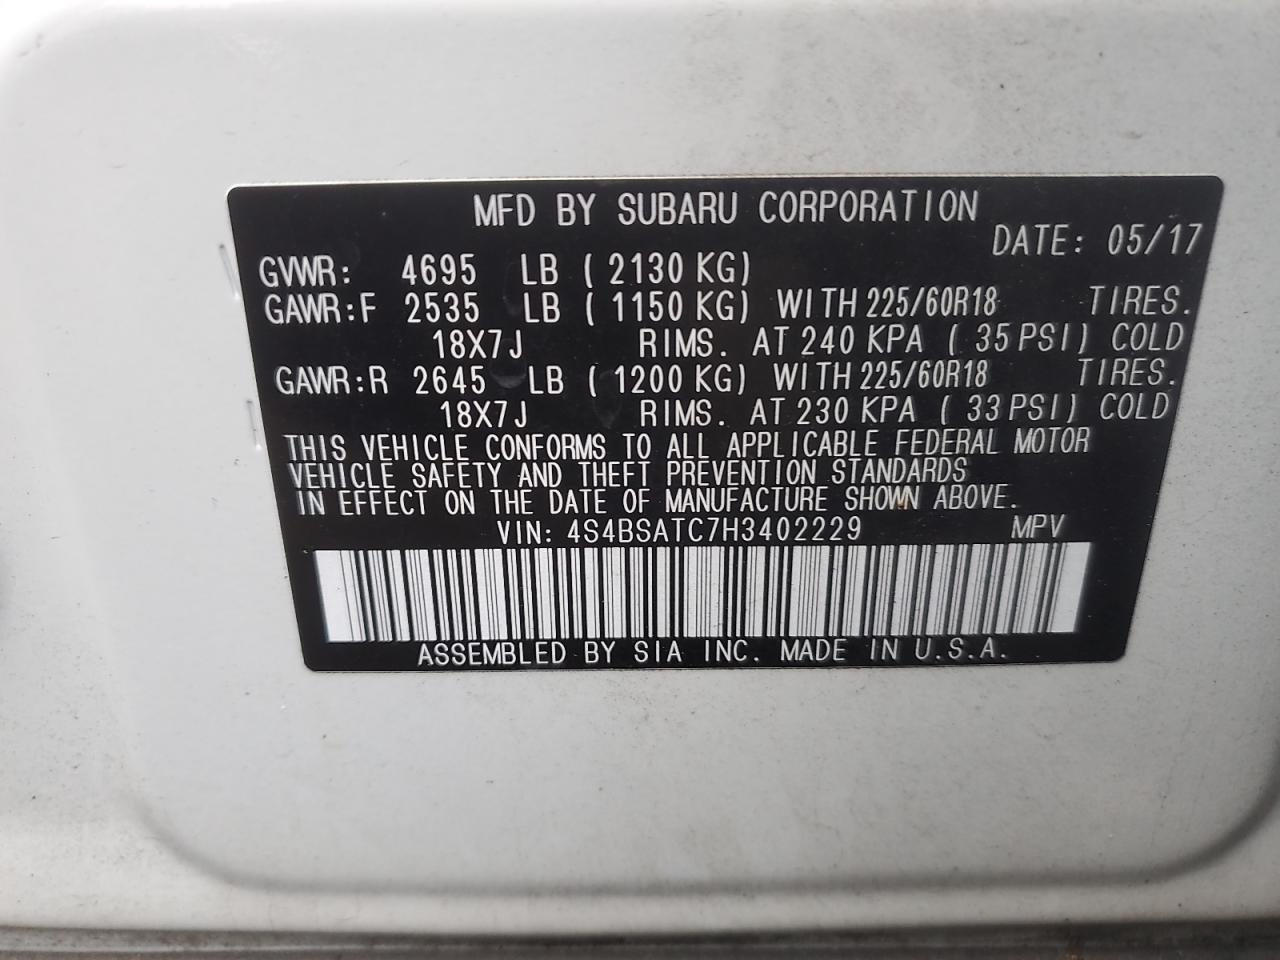 MFD BY SUBARU CORPORATION
DATE: 05/17
GVWR: 4695 LB ( 2130 KG)
GAWR:F 2535 LB ( 1150 KG) WITH 225/60R18 TIRES.
18X7J RIMS. AT 240 KPA ( 35 PSI) COLD
GAWR:R 2645 LB ( 1200 KG) WITH 225/60R18 TIRES.
18X7J RIMS. AT 230 KPA ( 33 PSI) COLD
THIS VEHICLE CONFORMS TO ALL APPLICABLE FEDERAL MOTOR
VEHICLE SAFETY AND THEFT PREVENTION STANDARDS
IN EFFECT ON THE DATE OF MANUFACTURE SHOWN ABOVE.
VIN: 4S4BSATC7H3402229 MPV
ASSEMBLED BY SIA INC. MADE IN U.S.A.